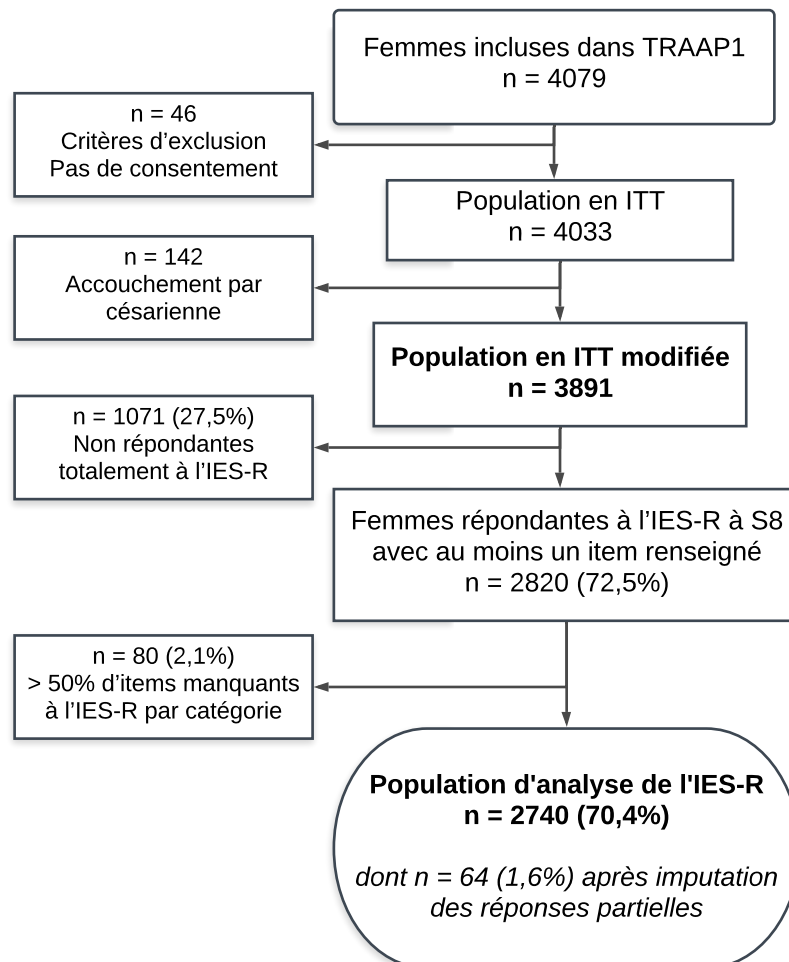 Femmes incluses dans TRAAP1
n = 4079
n = 46
Critères d’exclusion
Pas de consentement
Population en ITT
n = 4033
n = 142
Accouchement par
césarienne
Population en ITT modifiée
n = 3891
n = 1071 (27,5%)
Non répondantes
totalement à l’IES-R
Femmes répondantes à l’IES-R à S8
avec au moins un item renseigné
n = 2820 (72,5%)
n = 80 (2,1%)
> 50% d’items manquants
à l’IES-R par catégorie
Population d'analyse de l'IES-R
n = 2740 (70,4%)
dont n = 64 (1,6%) après imputation
des réponses partielles